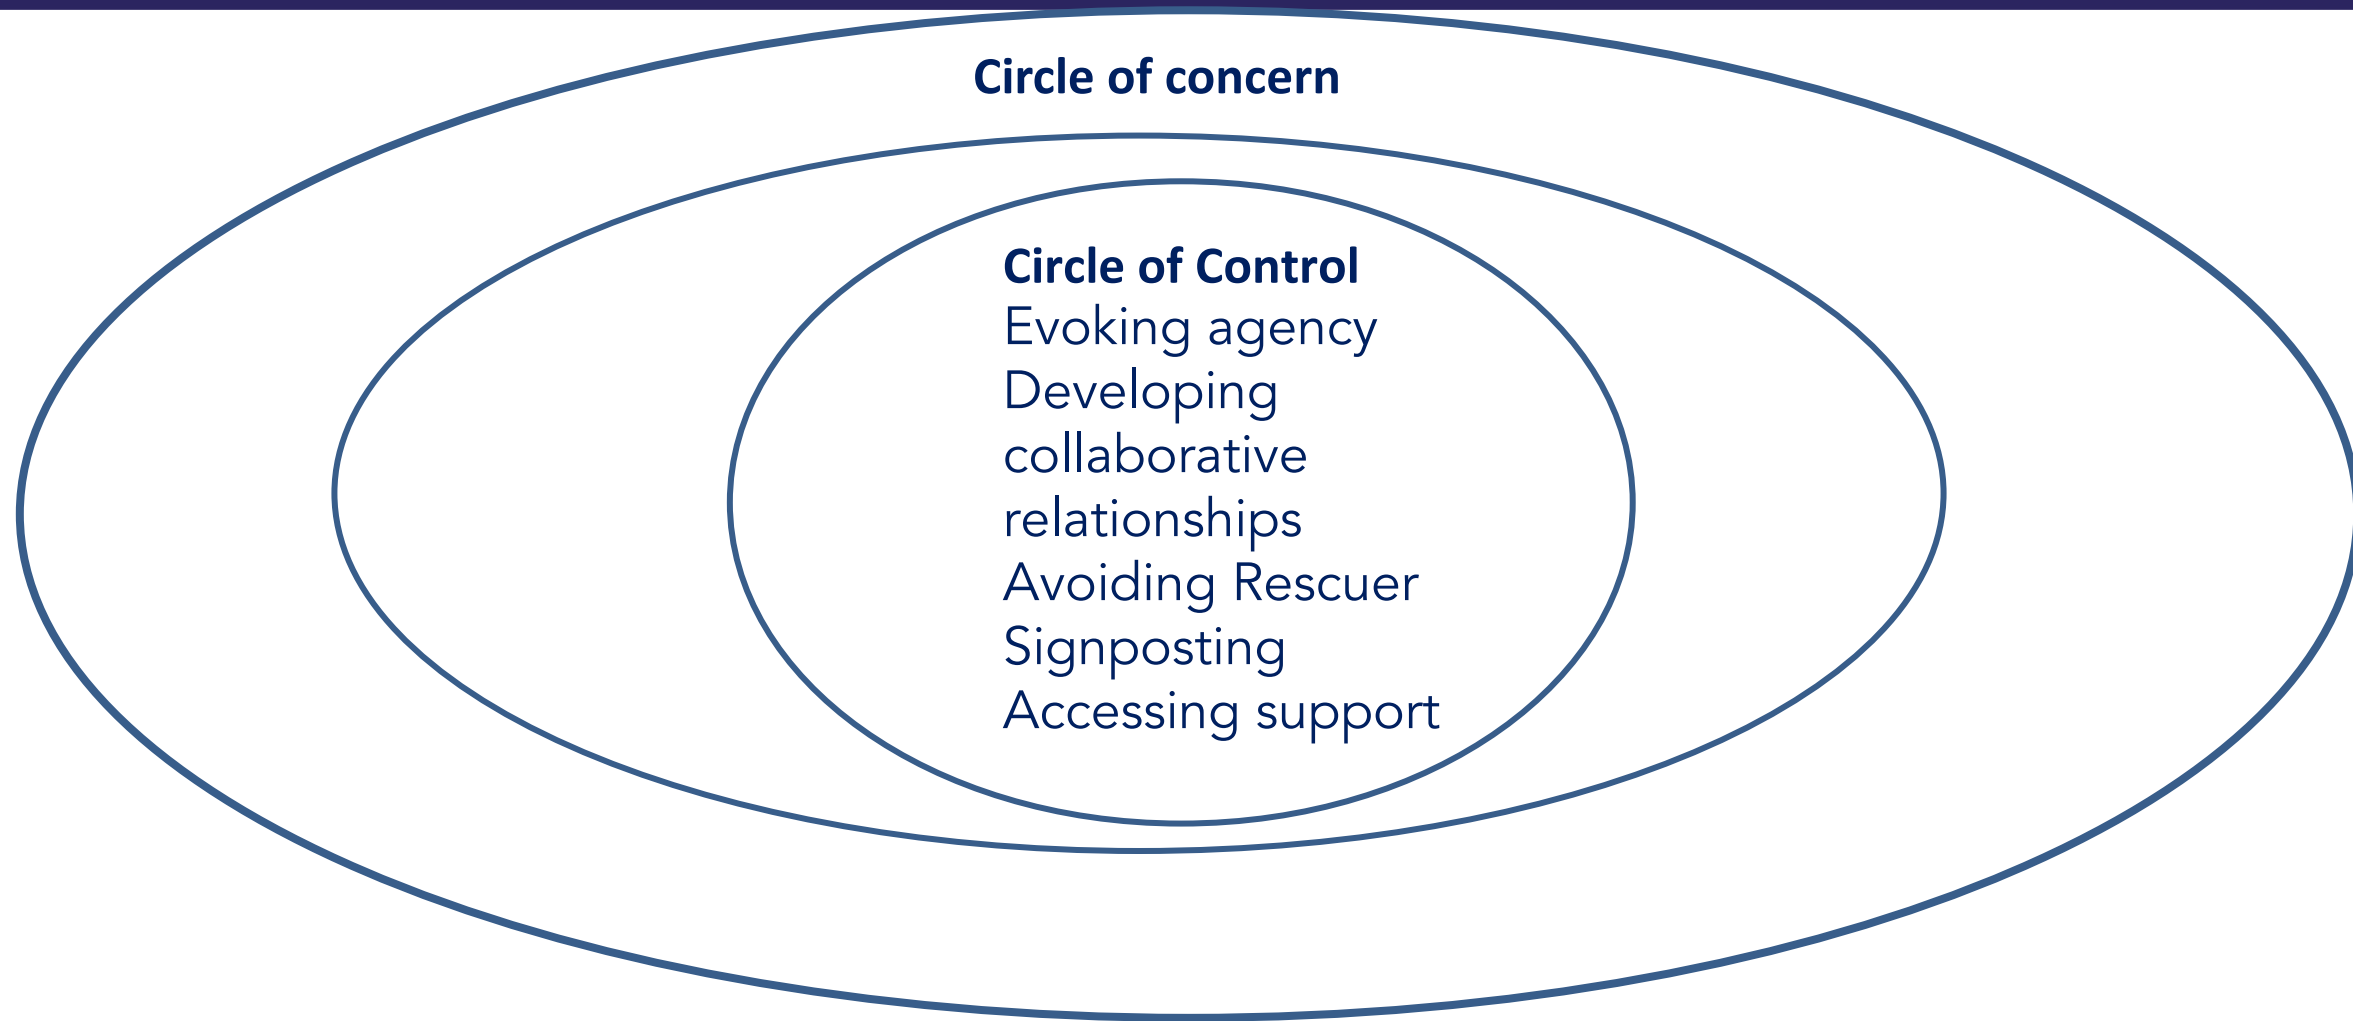 Circle of concern
Circle of Control
Evoking agency
Developing
collaborative
relationships
Avoiding Rescuer
Signposting
Accessing support